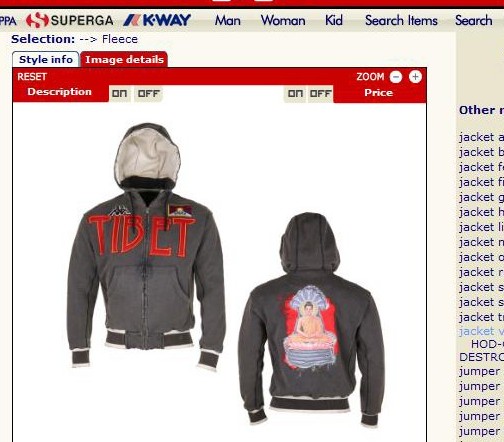 PPA SUPERGA K-WAY Man Woman Kid Search Items Search
Selection: --> Fleece
Style info Image details
RESET ZOOM
Description ON OFF ON OFF Price
TIBET
Other
jacket a
jacket b
jacket f
jacket fi
jacket g
jacket h
jacket li
jacket
jacket o
jacket r
jacket s
jacket s
jacket t
jacket v
HOD-
DESTRO
jumper
jumper
jumper
jumper
jumper